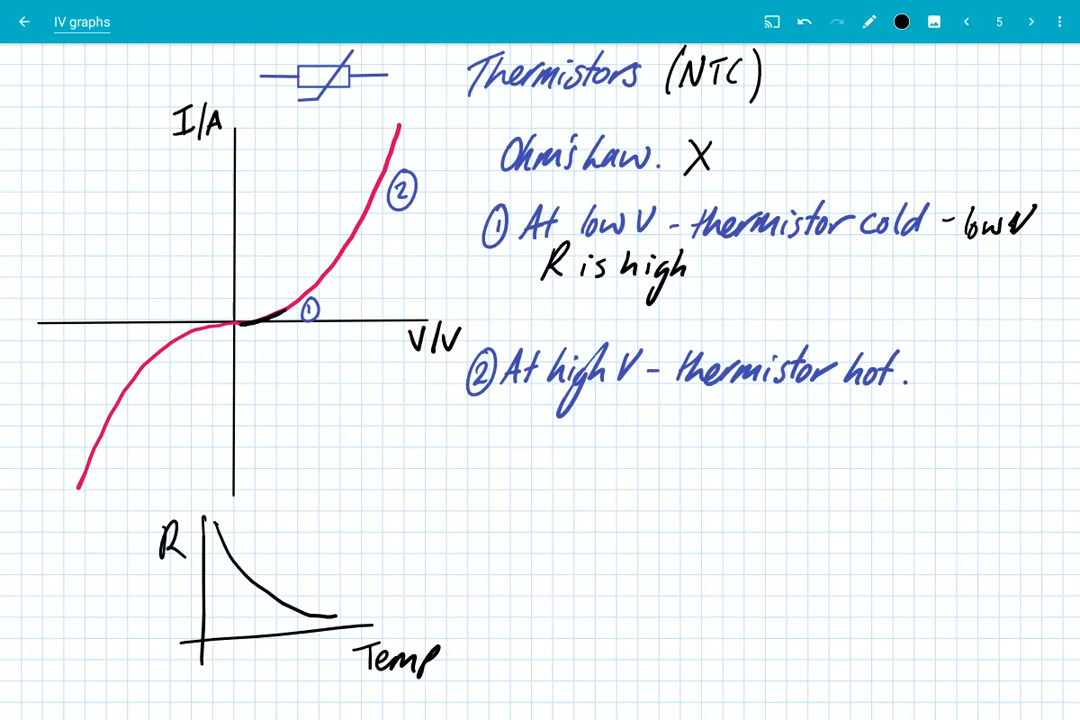 IV graphs
5
Thermistors (NTC)
I/A
Ohm's Law. X
② 
① At low V - thermistor cold - low V
R is high
①
V/V
② At high V - thermistor hot.
R
Temp